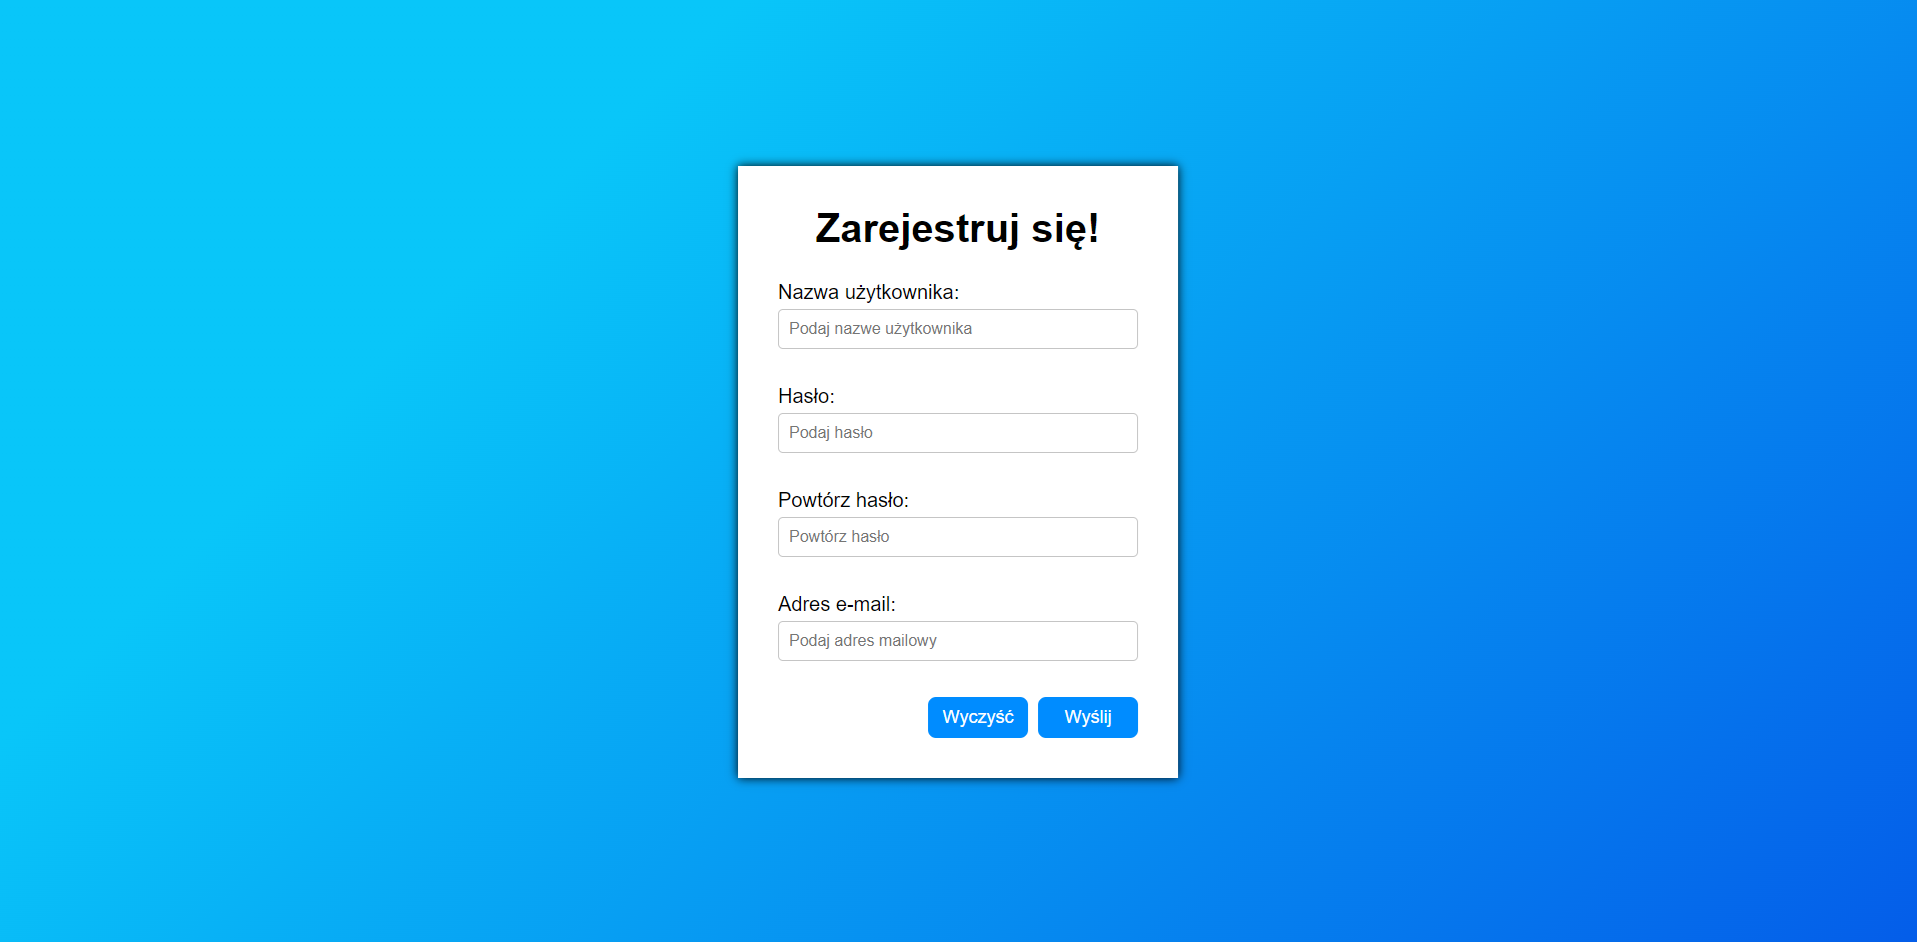 Zarejestruj się!
Nazwa użytkownika:
Podaj nazwe użytkownika
Hasło:
Podaj hasło
Powtórz hasło:
Powtórz hasło
Adres e-mail:
Podaj adres mailowy
Wyczyść Wyślij